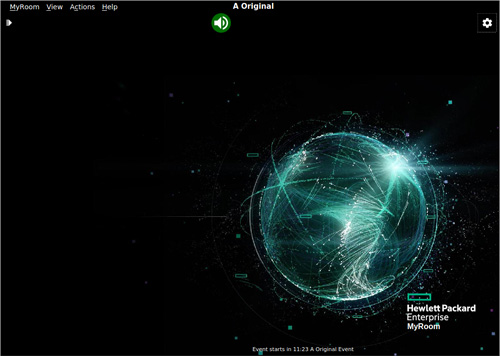 MyRoom View Actions Help
A Original
Hewlett Packard
Enterprise
MyRoom
Event starts in 11:23 A Original Event